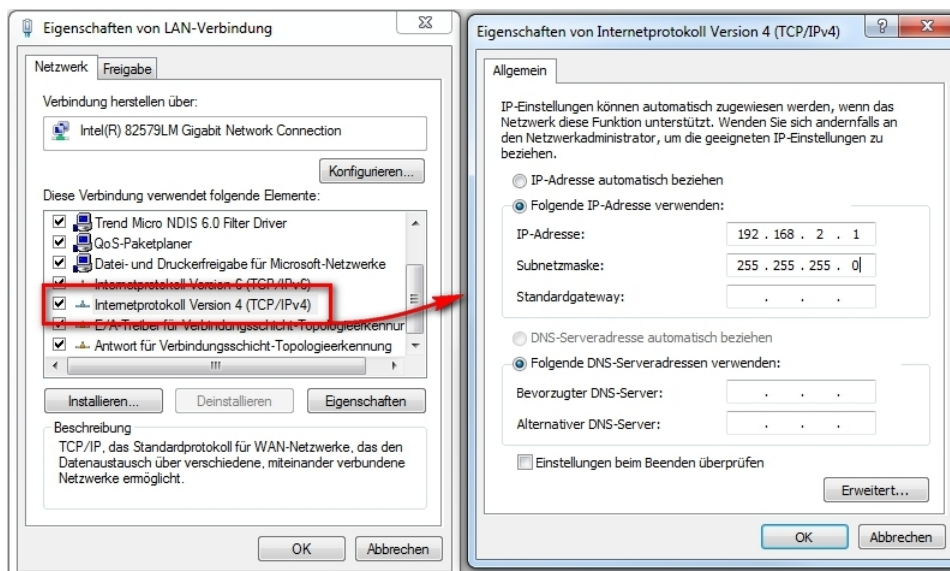 Eigenschaften von LAN-Verbindung
Netzwerk
Freigabe
Verbindung herstellen über:
Intel(R) 82579LM Gigabit Network Connection
Konfigurieren...
Diese Verbindung verwendet folgende Elemente:
Trend Micro NDIS 6.0 Filter Driver
QoS-Paketplaner
Datei- und Druckerfreigabe für Microsoft-Netzwerke
Internetprotokoll Version 6 (TCP/IPv6)
Internetprotokoll Version 4 (TCP/IPv4)
E/A-Treiber für Verbindungsschicht-Topologieerkennur
Antwort für Verbindungsschicht-Topologieerkennung
Installieren...
Deinstallieren
Eigenschaften
Beschreibung
TCP/IP, das Standardprotokoll für WAN-Netzwerke, das den
Datenaustausch über verschiedene, miteinander verbundene
Netzwerke ermöglicht.
OK
Abbrechen
Eigenschaften von Internetprotokoll Version 4 (TCP/IPv4)
Allgemein
IP-Einstellungen können automatisch zugewiesen werden, wenn das
Netzwerk diese Funktion unterstützt. Wenden Sie sich andernfalls an
den Netzwerkadministrator, um die geeigneten IP-Einstellungen zu
beziehen.
IP-Adresse automatisch beziehen
Folgende IP-Adresse verwenden:
IP-Adresse: 192 . 168 . 2 . 1
Subnetzmaske: 255 . 255 . 255 . 0
Standardgateway: . . .
DNS-Serveradresse automatisch beziehen
Folgende DNS-Serveradressen verwenden:
Bevorzugter DNS-Server: . . .
Alternativer DNS-Server: . . .
Einstellungen beim Beenden überprüfen
Erweitert...
OK
Abbrechen